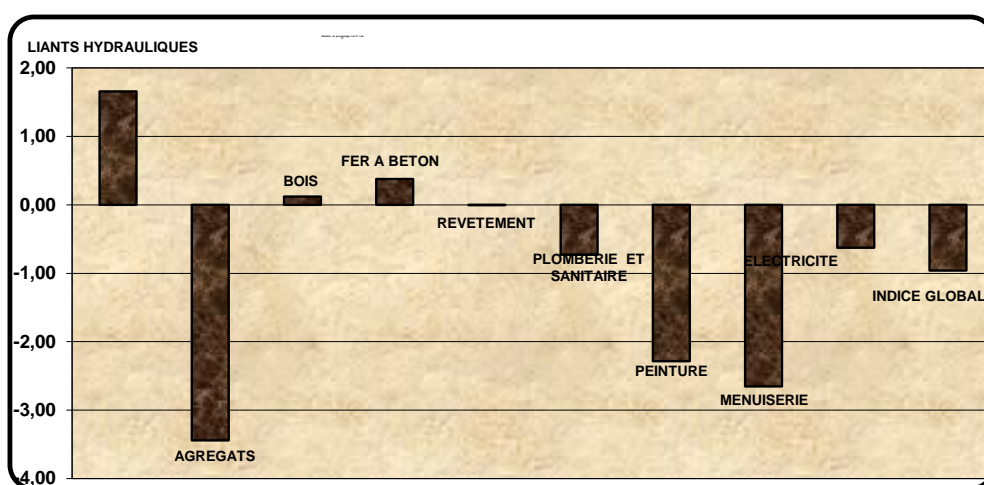 LIANTS HYDRAULIQUES
2,00
1,00
0,00
-1,00
-2,00
-3,00
-4,00
AGREGATS
BOIS
FER A BETON
REVETEMENT
PLOMBERIE ET
SANITAIRE
PEINTURE
MENUISERIE
ELECTRICITE
INDICE GLOBAL